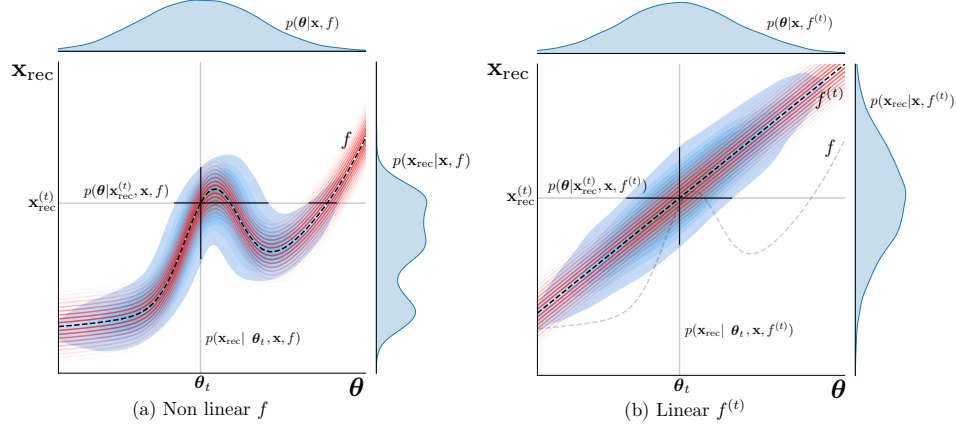 p(θ|x, f)
x_rec
f
p(x_rec|x, f)
p(θ|x_rec^(t), x, f)
x_rec^(t)
p(x_rec| θ_t, x, f)
θ_t
θ
(a) Non linear f
p(θ|x, f^(t))
x_rec
f^(t)
p(x_rec|x, f^(t))
f
p(θ|x_rec^(t), x, f^(t))
x_rec^(t)
p(x_rec| θ_t, x, f^(t))
θ_t
θ
(b) Linear f^(t)